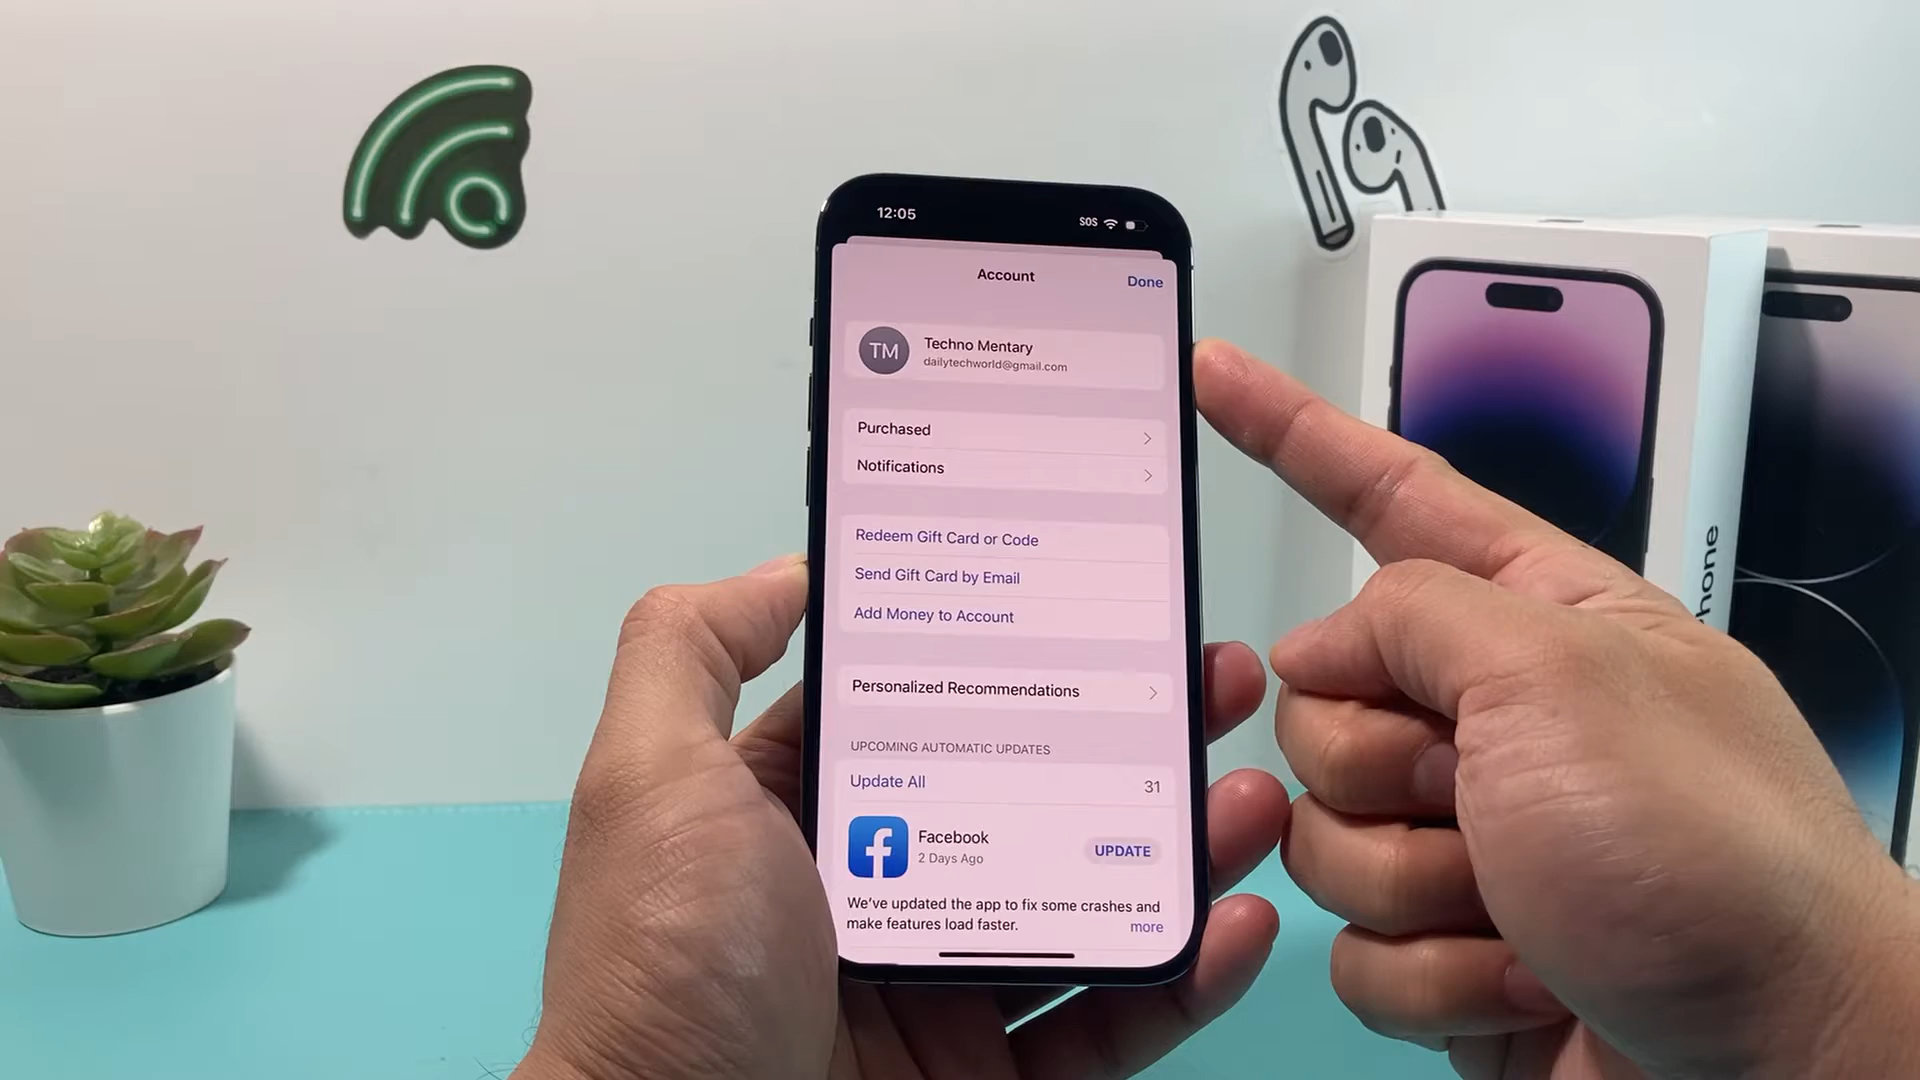 12:05
SOS
Account
Done
TM
Techno Mentary
dailytechworld@gmail.com
Purchased
Notifications
Redeem Gift Card or Code
Send Gift Card by Email
Add Money to Account
Personalized Recommendations
UPCOMING AUTOMATIC UPDATES
Update All
31
Facebook
2 Days Ago
UPDATE
We've updated the app to fix some crashes and
make features load faster.
more
hone